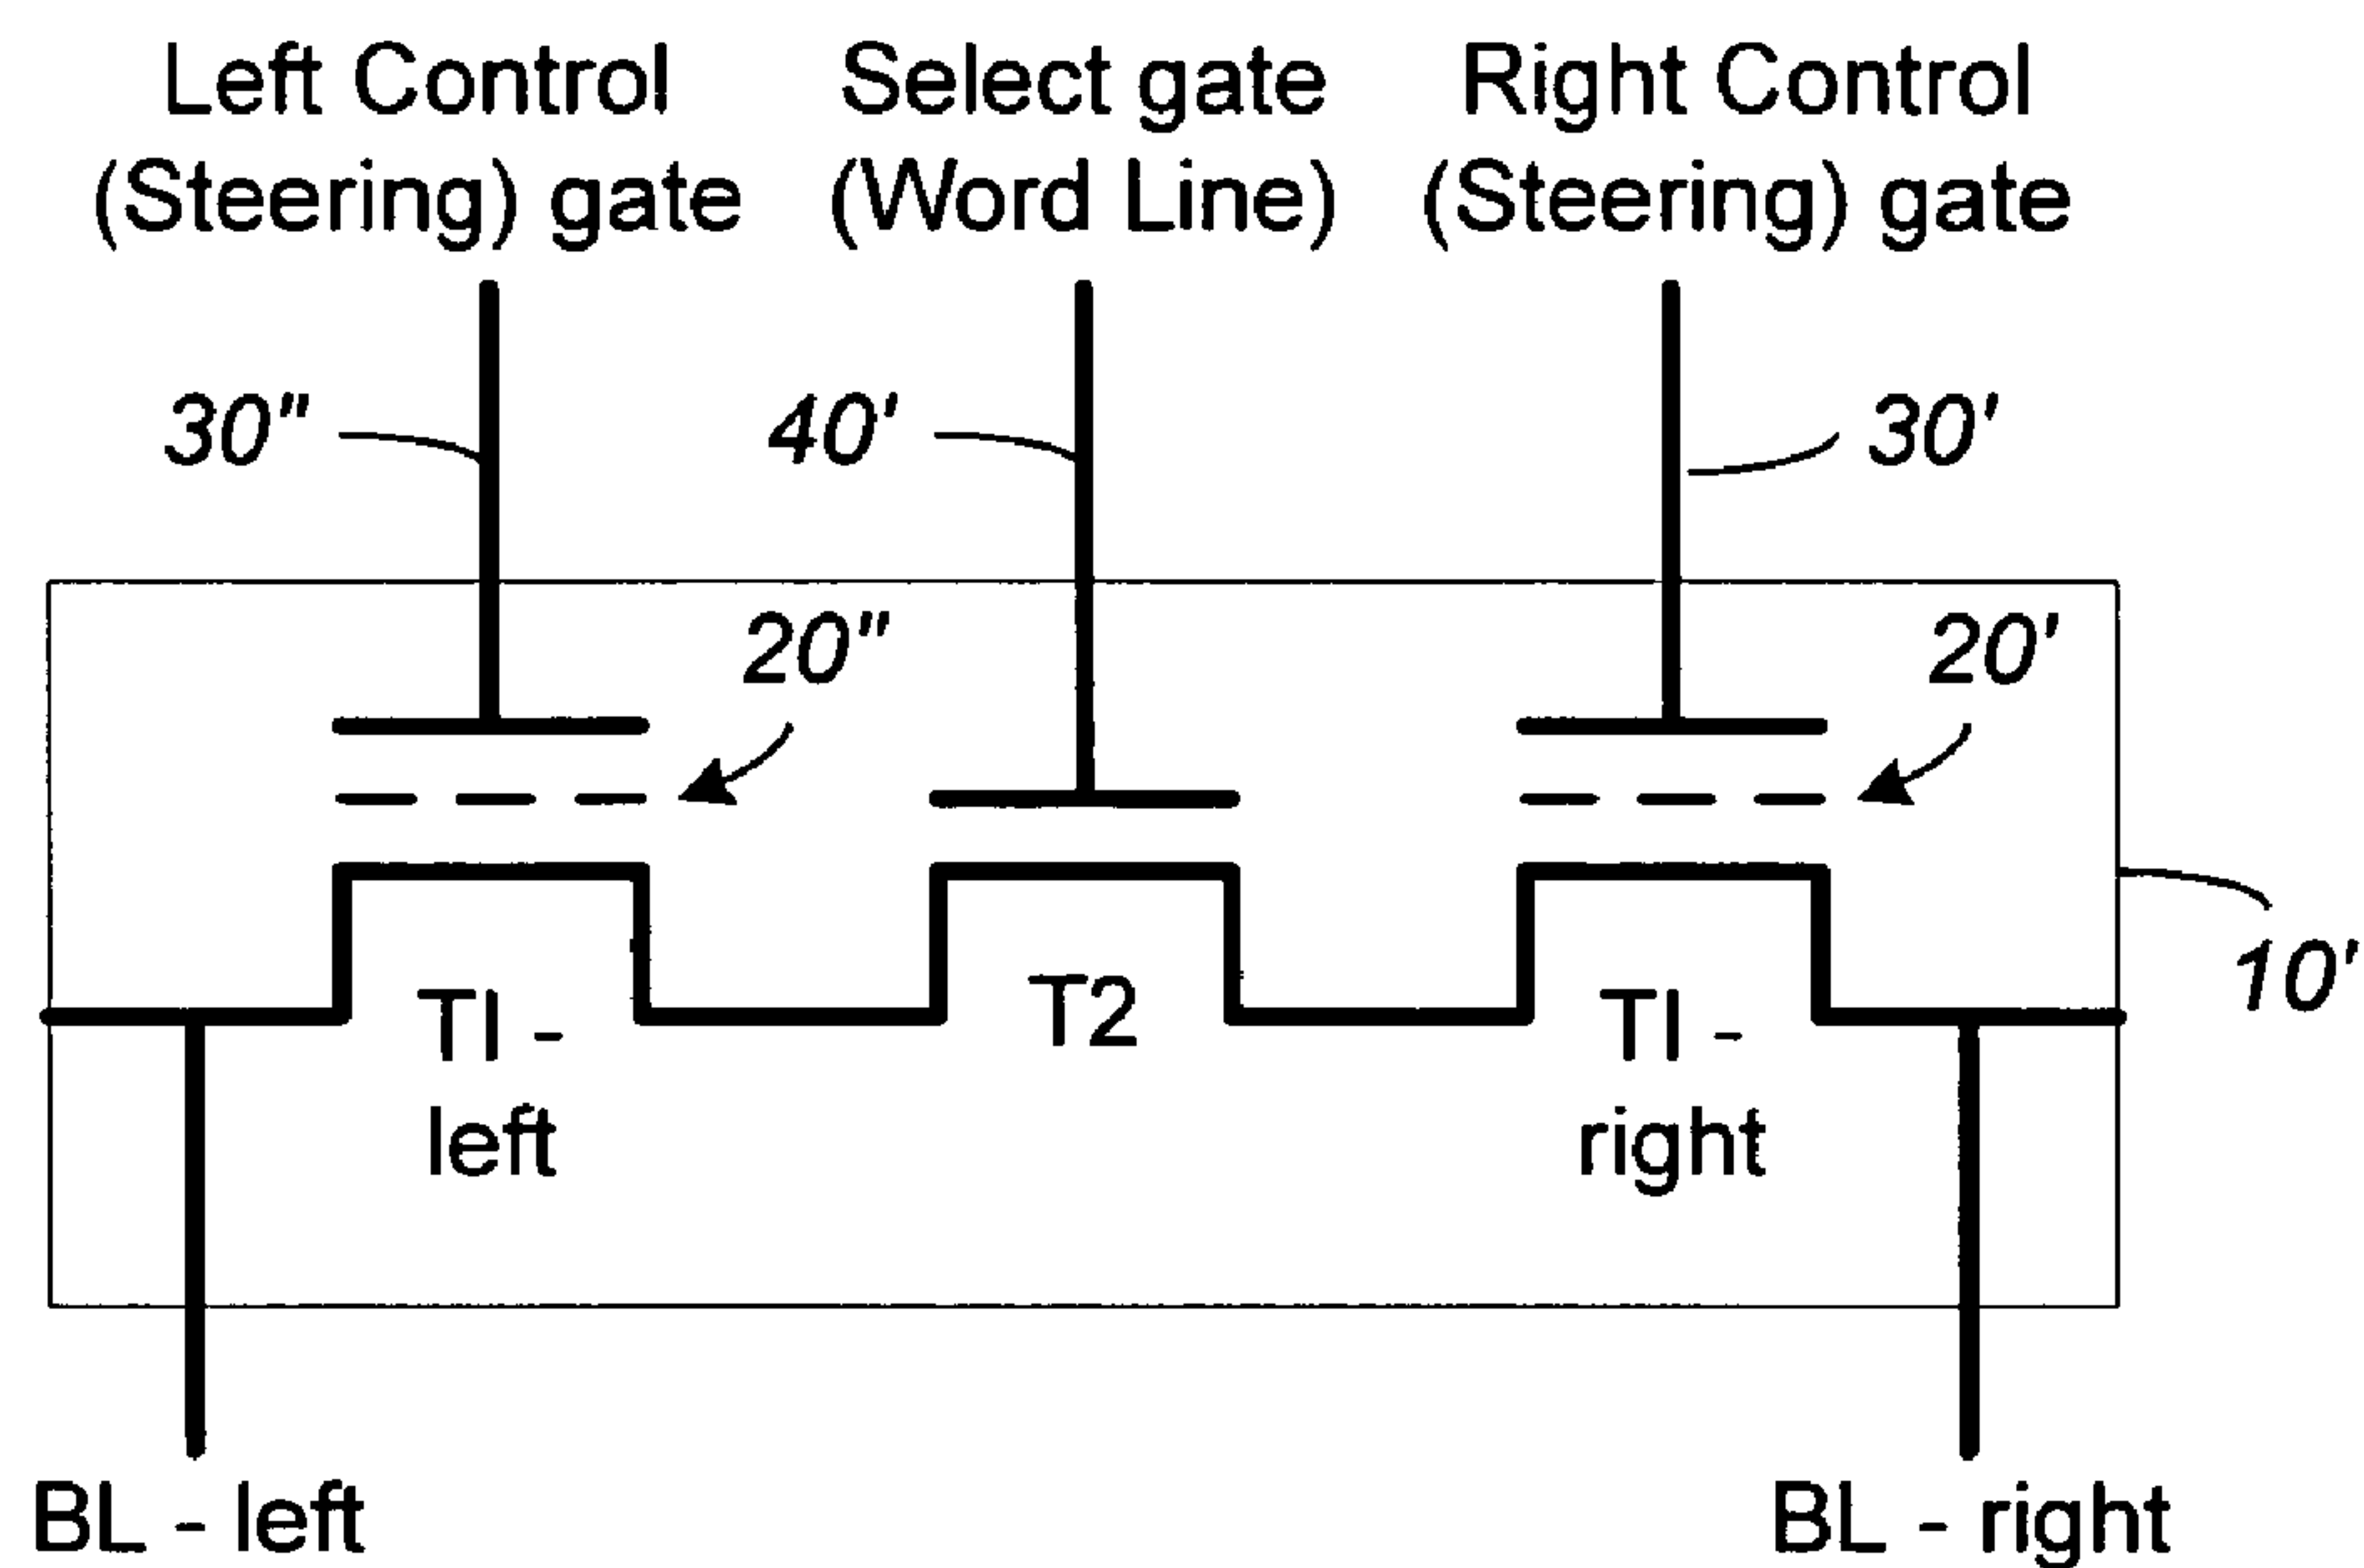 Left Control Select gate Right Control
(Steering) gate (Word Line) (Steering) gate
30" 40' 30'
20" 20'
10'
TI - T2 TI -
left right
BL - left BL - right